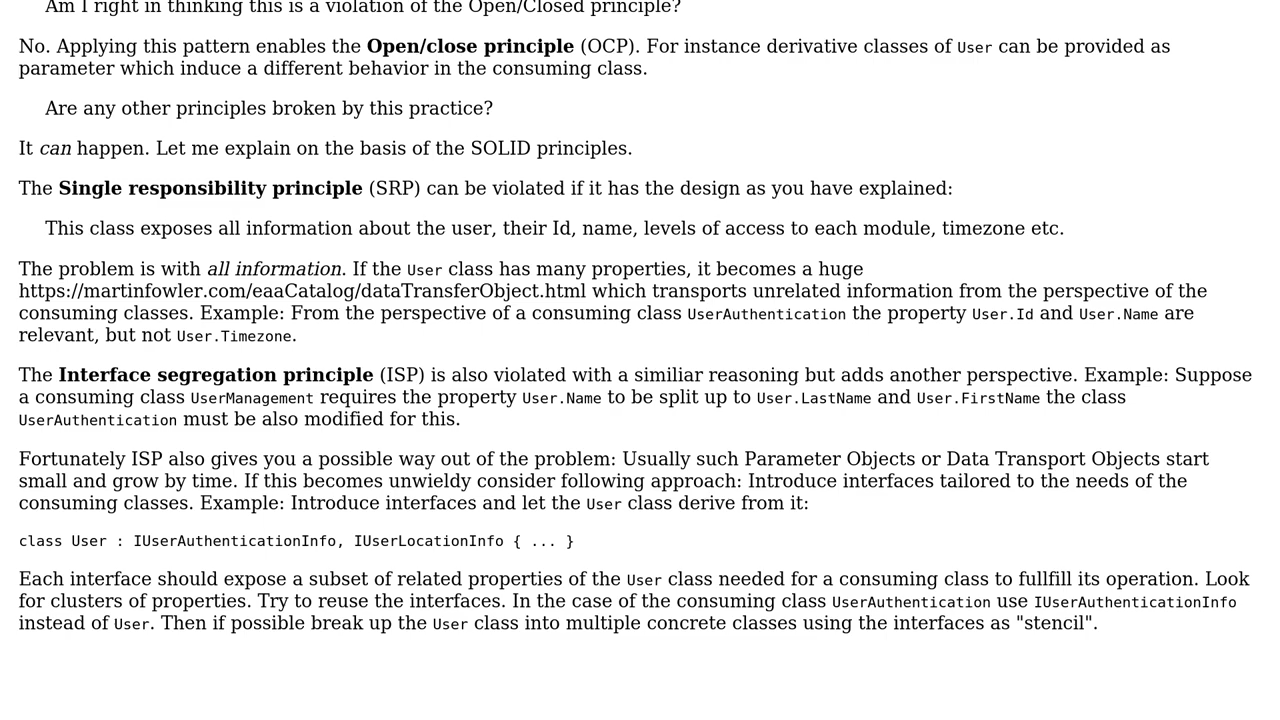 Am I right in thinking this is a violation of the Open/Closed principle?
No. Applying this pattern enables the Open/close principle (OCP). For instance derivative classes of User can be provided as
parameter which induce a different behavior in the consuming class.
Are any other principles broken by this practice?
It can happen. Let me explain on the basis of the SOLID principles.
The Single responsibility principle (SRP) can be violated if it has the design as you have explained:
This class exposes all information about the user, their Id, name, levels of access to each module, timezone etc.
The problem is with all information. If the User class has many properties, it becomes a huge
https://martinfowler.com/eaaCatalog/dataTransferObject.html which transports unrelated information from the perspective of the
consuming classes. Example: From the perspective of a consuming class UserAuthentication the property User.Id and User.Name are
relevant, but not User.Timezone.
The Interface segregation principle (ISP) is also violated with a similiar reasoning but adds another perspective. Example: Suppose
a consuming class UserManagement requires the property User.Name to be split up to User.LastName and User.FirstName the class
UserAuthentication must be also modified for this.
Fortunately ISP also gives you a possible way out of the problem: Usually such Parameter Objects or Data Transport Objects start
small and grow by time. If this becomes unwieldy consider following approach: Introduce interfaces tailored to the needs of the
consuming classes. Example: Introduce interfaces and let the User class derive from it:
class User : IUserAuthenticationInfo, IUserLocationInfo { ... }
Each interface should expose a subset of related properties of the User class needed for a consuming class to fullfill its operation. Look
for clusters of properties. Try to reuse the interfaces. In the case of the consuming class UserAuthentication use IUserAuthenticationInfo
instead of User. Then if possible break up the User class into multiple concrete classes using the interfaces as "stencil".